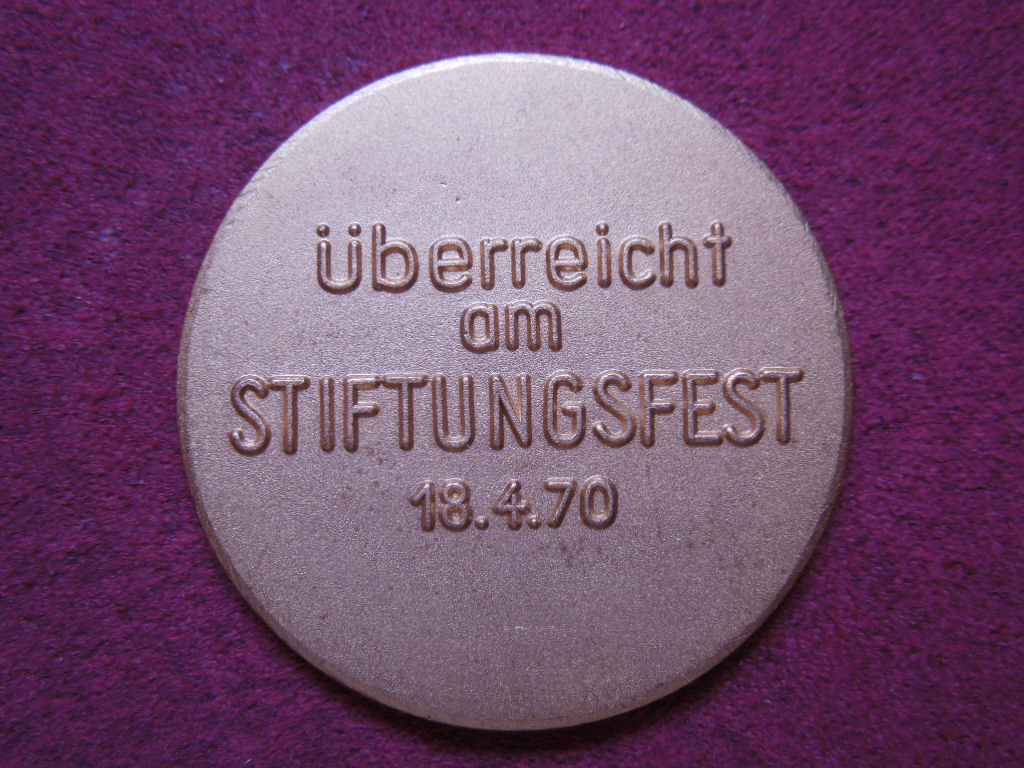 überreicht
am
STIFTUNGSFEST
18.4.70